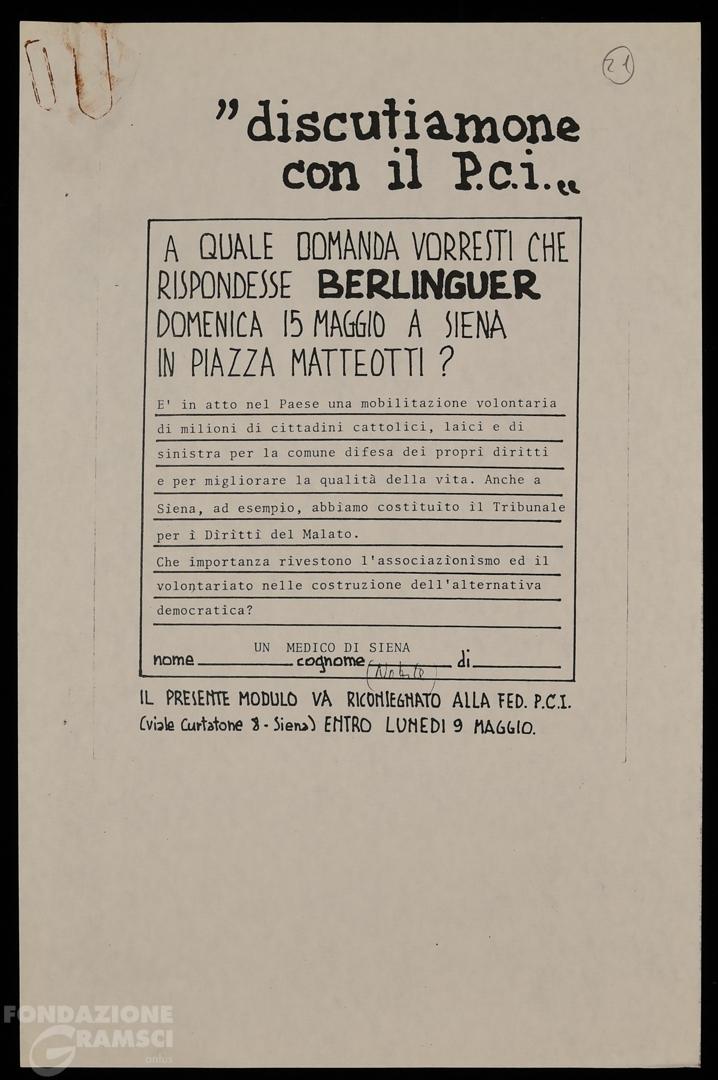 21
„discutiamone
con il P.c.i.“
A QUALE DOMANDA VORRESTI CHE
RISPONDESSE BERLINGUER
DOMENICA 15 MAGGIO A SIENA
IN PIAZZA MATTEOTTI ?
E' in atto nel Paese una mobilitazione volontaria
di milioni di cittadini cattolici, laici e di
sinistra per la comune difesa dei propri diritti
e per migliorare la qualità della vita. Anche a
Siena, ad esempio, abbiamo costituito il Tribunale
per i Diritti del Malato.
Che importanza rivestono l'associazionismo ed il
volontariato nelle costruzione dell'alternativa
democratica?
UN MEDICO DI SIENA
nome cognome di
IL PRESENTE MODULO VA RICONSEGNATO ALLA FED. P.C.I.
(viale Curtatone 8 - Siena) ENTRO LUNEDI 9 MAGGIO.
FONDAZIONE
GRAMSCI
onlus